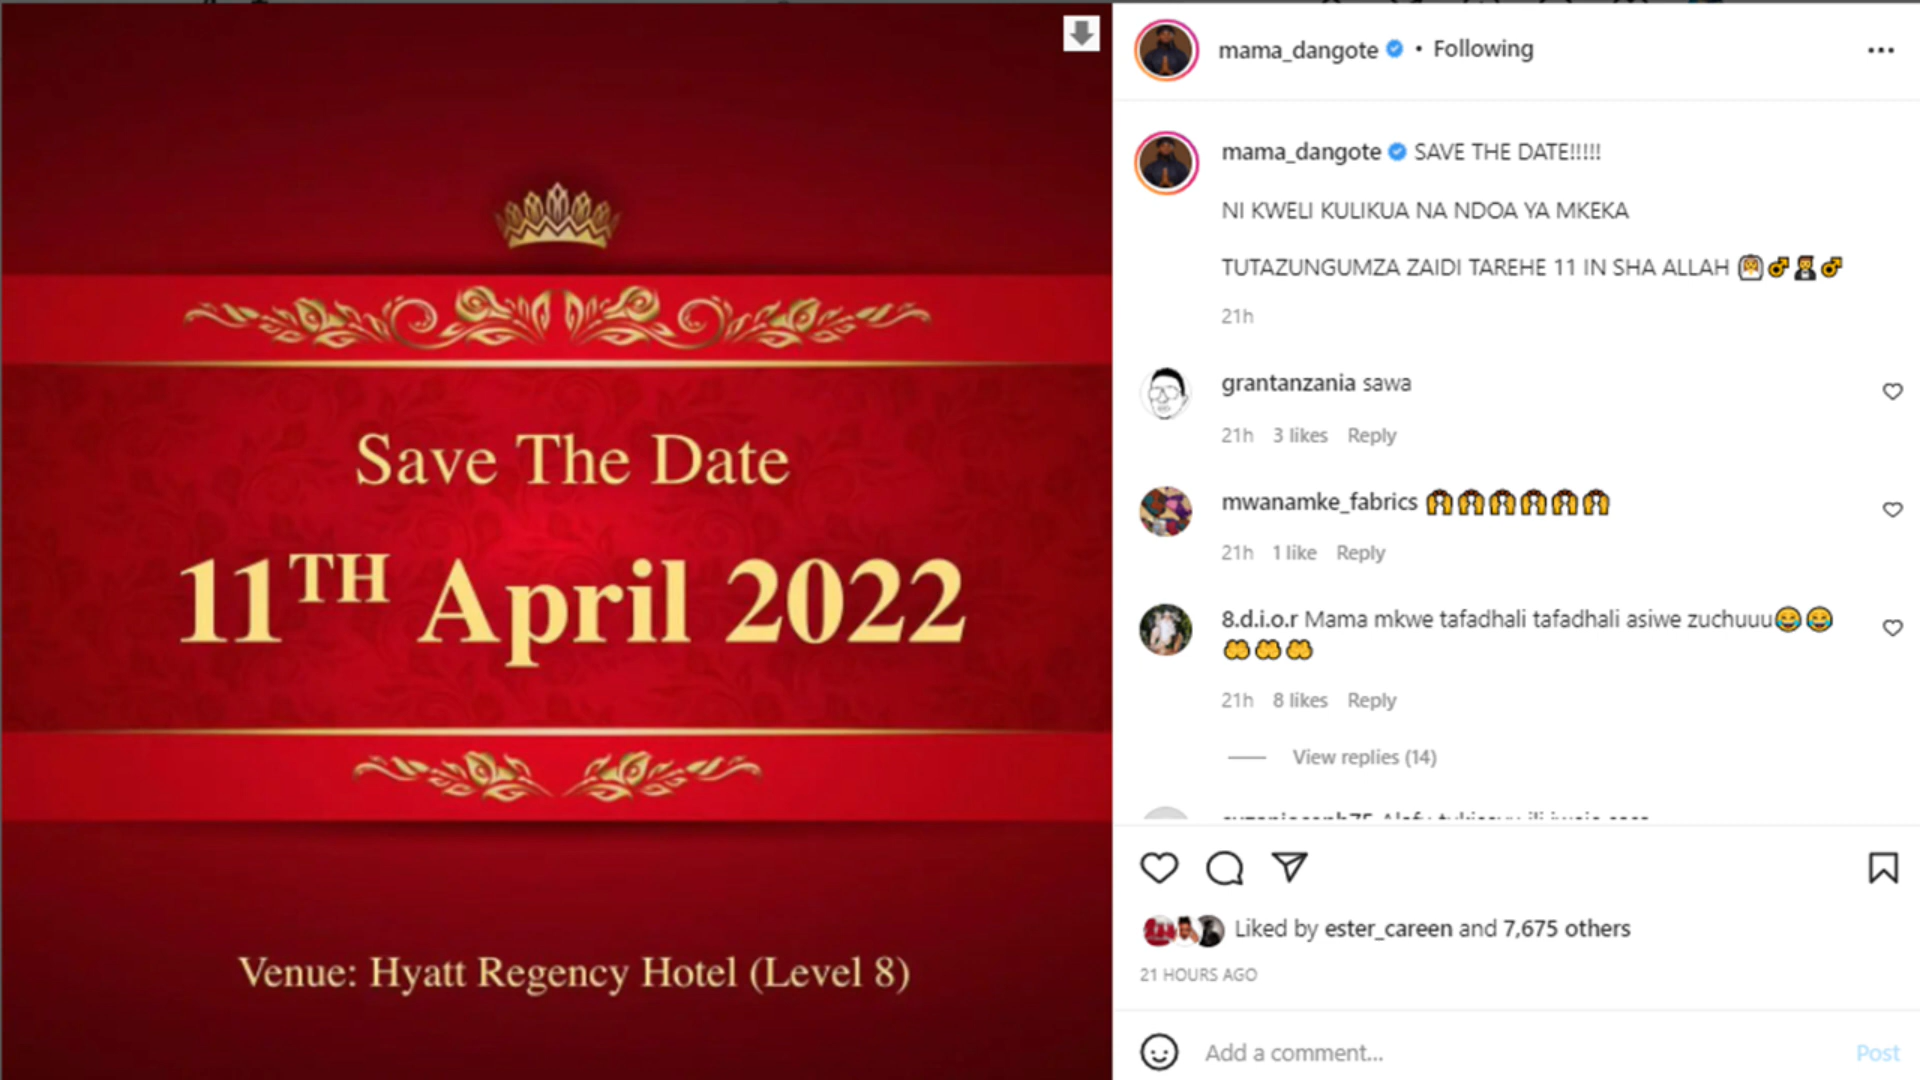 Save The Date
11TH April 2022
Venue: Hyatt Regency Hotel (Level 8)
mama_dangote • Following
mama_dangote SAVE THE DATE!!!!!
NI KWELI KULIKUA NA NDOA YA MKEKA
TUTAZUNGUMZA ZAIDI TAREHE 11 IN SHA ALLAH 👰‍♂️🤵‍♂️
21h
grantanzania sawa
21h 3 likes Reply
mwanamke_fabrics 🙌🙌🙌🙌🙌🙌
21h 1 like Reply
8.d.i.o.r Mama mkwe tafadhali tafadhali asiwe zuchuuu😂😂
🤲🤲🤲
21h 8 likes Reply
View replies (14)
Liked by ester_careen and 7,675 others
21 HOURS AGO
Add a comment...
Post